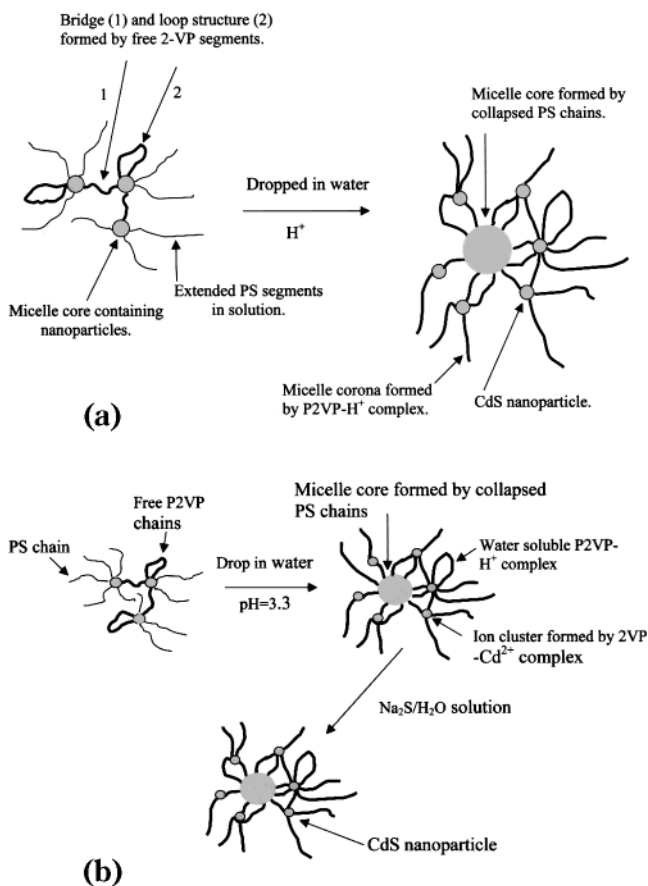 Bridge (1) and loop structure (2)
formed by free 2-VP segments.
1
2
Micelle core formed by
collapsed PS chains.
Dropped in water
H⁺
Micelle core containing
nanoparticles.
Extended PS segments
in solution.
Micelle corona formed
by P2VP-H⁺ complex.
CdS nanoparticle.
(a)
Micelle core formed by collapsed
PS chains
Free P2VP
chains
PS chain
Drop in water
pH=3.3
Water soluble P2VP-
H⁺ complex
Ion cluster formed by 2VP
-Cd²⁺ complex
Na₂S/H₂O solution
CdS nanoparticle
(b)